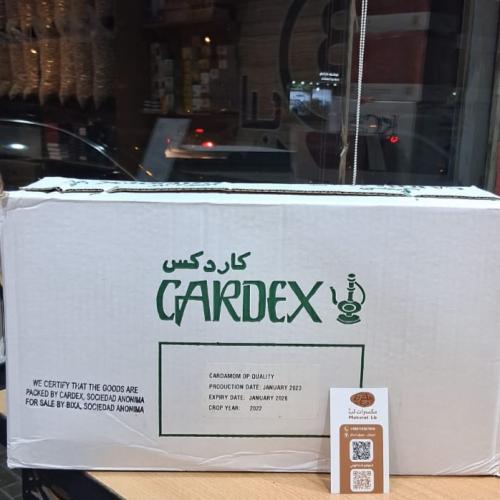 كاردكس
CARDEX
CARDAMOM DP QUALITY
PRODUCTION DATE: JANUARY 2023
EXPIRY DATE: JANUARY 2026
CROP YEAR: 2022
WE CERTIFY THAT THE GOODS ARE
PACKED BY CARDEX, SOCIEDAD ANONIMA
FOR SALE BY BIXA, SOCIEDAD ANONIMA